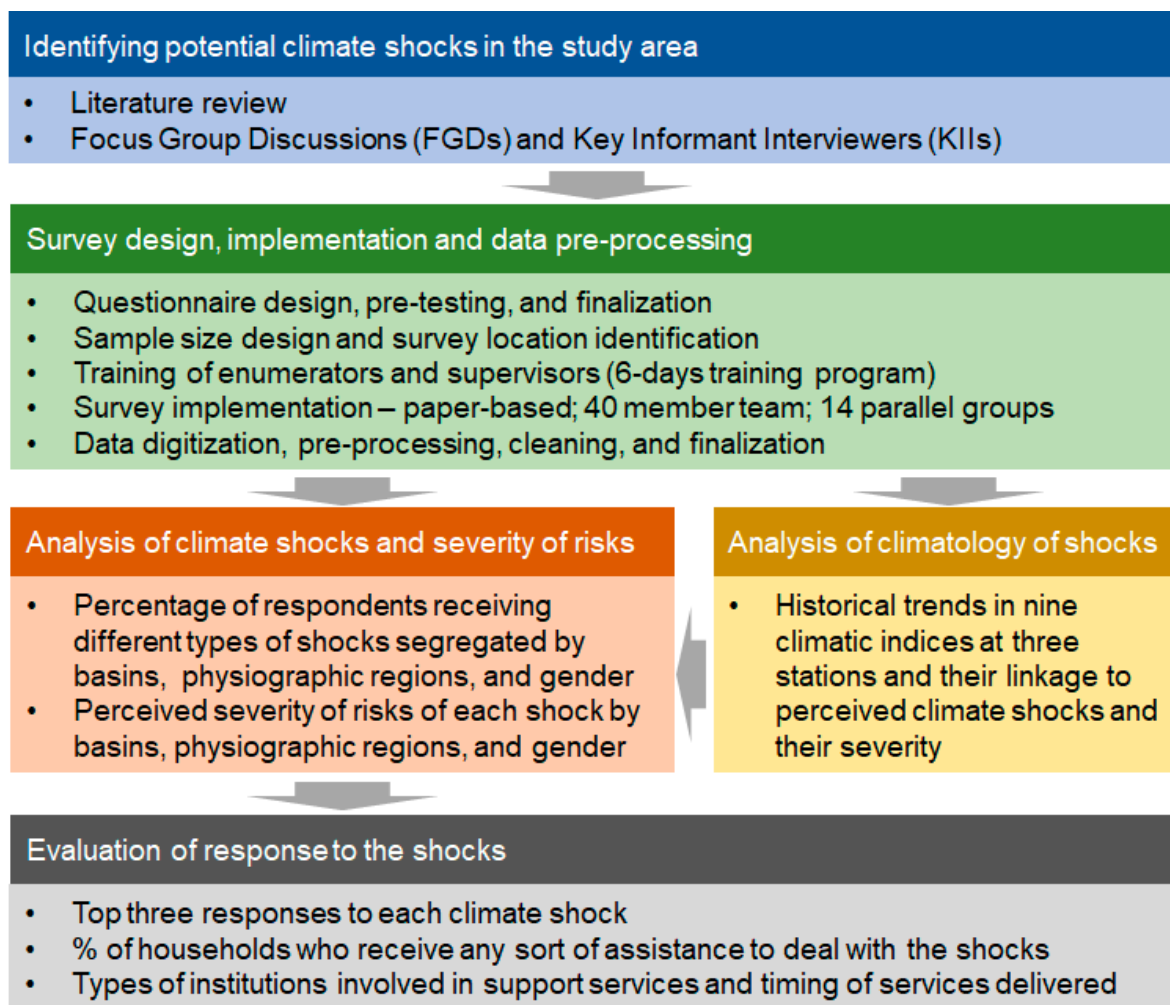 Identifying potential climate shocks in the study area
• Literature review
• Focus Group Discussions (FGDs) and Key Informant Interviewers (KIIs)
Survey design, implementation and data pre-processing
• Questionnaire design, pre-testing, and finalization
• Sample size design and survey location identification
• Training of enumerators and supervisors (6-days training program)
• Survey implementation – paper-based; 40 member team; 14 parallel groups
• Data digitization, pre-processing, cleaning, and finalization
Analysis of climate shocks and severity of risks
• Percentage of respondents receiving
different types of shocks segregated by
basins, physiographic regions, and gender
• Perceived severity of risks of each shock by
basins, physiographic regions, and gender
Analysis of climatology of shocks
• Historical trends in nine
climatic indices at three
stations and their linkage to
perceived climate shocks and
their severity
Evaluation of response to the shocks
• Top three responses to each climate shock
• % of households who receive any sort of assistance to deal with the shocks
• Types of institutions involved in support services and timing of services delivered